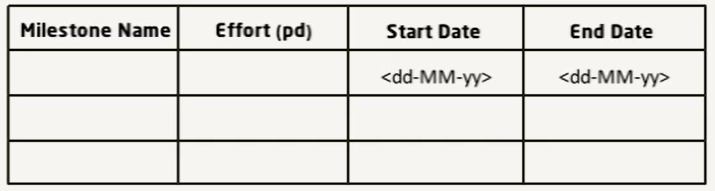 Milestone Name Effort (pd) Start Date End Date
<dd-MM-yy> <dd-MM-yy>